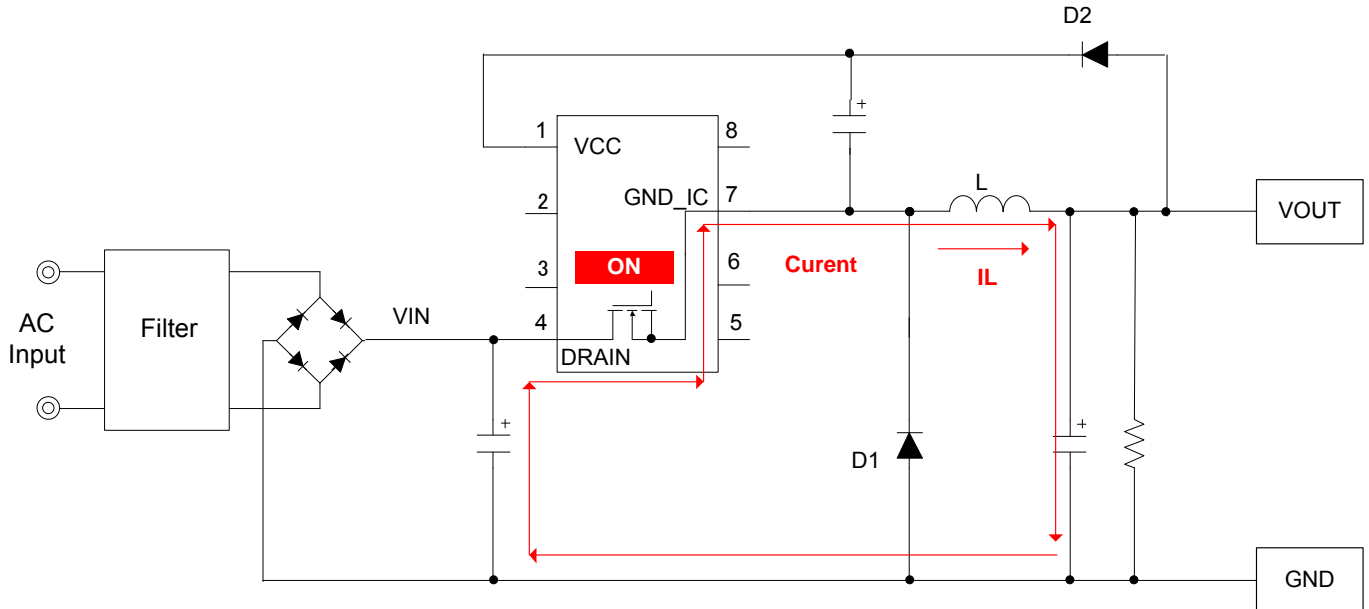 D2
1
VCC
8
2
GND_IC
7
L
VOUT
3
ON
6
Curent
IL
AC
Input
Filter
VIN
4
DRAIN
5
+
+
+
D1
GND